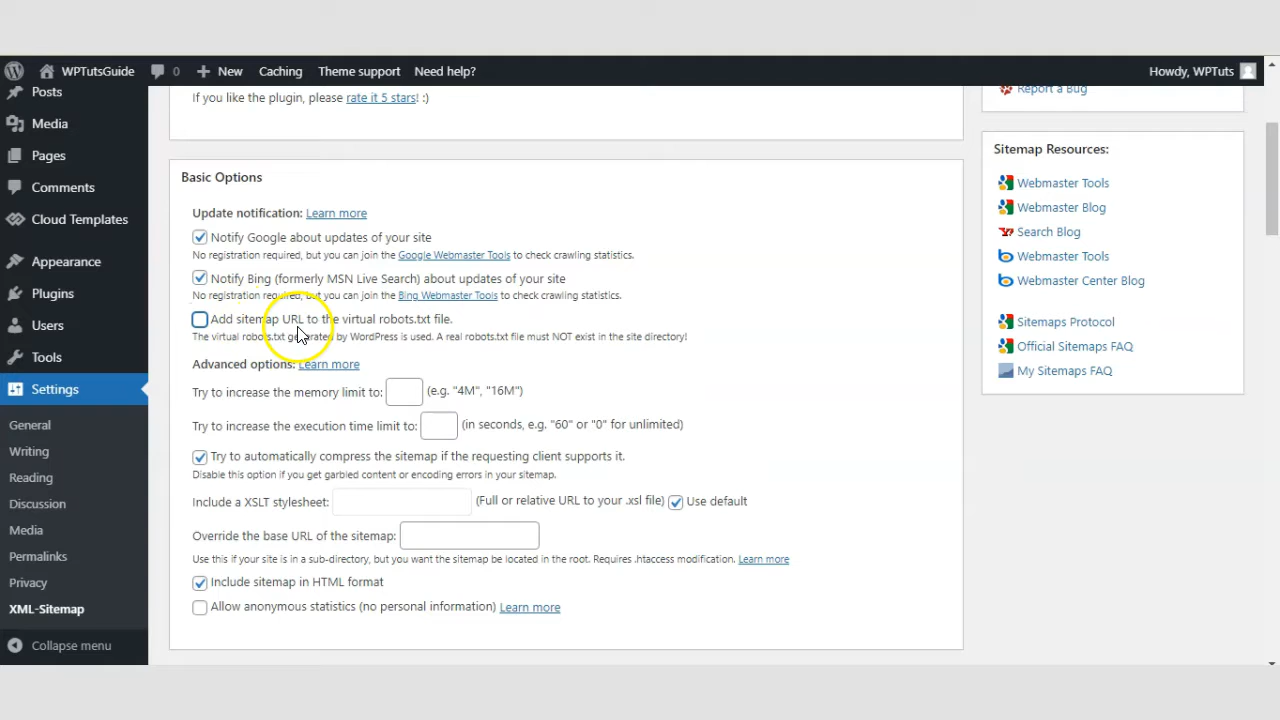 WPTutsGuide 0 New Caching Theme support Need help? Howdy, WPTuts
Posts
Media
Pages
Comments
Cloud Templates
Appearance
Plugins
Users
Tools
Settings
General
Writing
Reading
Discussion
Media
Permalinks
Privacy
XML-Sitemap
Collapse menu
If you like the plugin, please rate it 5 stars! :)
Basic Options
Update notification: Learn more
Notify Google about updates of your site
No registration required, but you can join the Google Webmaster Tools to check crawling statistics.
Notify Bing (formerly MSN Live Search) about updates of your site
No registration required, but you can join the Bing Webmaster Tools to check crawling statistics.
Add sitemap URL to the virtual robots.txt file.
The virtual robots.txt generated by WordPress is used. A real robots.txt file must NOT exist in the site directory!
Advanced options: Learn more
Try to increase the memory limit to: (e.g. "4M", "16M")
Try to increase the execution time limit to: (in seconds, e.g. "60" or "0" for unlimited)
Try to automatically compress the sitemap if the requesting client supports it.
Disable this option if you get garbled content or encoding errors in your sitemap.
Include a XSLT stylesheet: (Full or relative URL to your .xsl file) Use default
Override the base URL of the sitemap:
Use this if your site is in a sub-directory, but you want the sitemap be located in the root. Requires .htaccess modification. Learn more
Include sitemap in HTML format
Allow anonymous statistics (no personal information) Learn more
Report a Bug
Sitemap Resources:
Webmaster Tools
Webmaster Blog
Search Blog
Webmaster Tools
Webmaster Center Blog
Sitemaps Protocol
Official Sitemaps FAQ
My Sitemaps FAQ